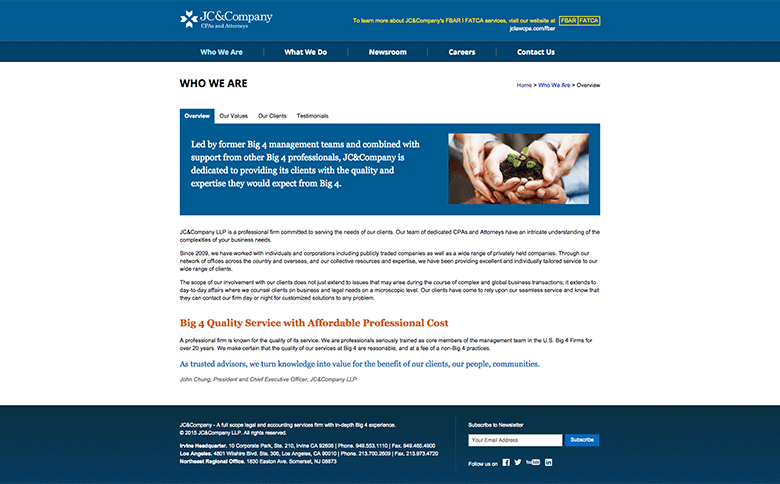 JC&Company
CPAs and Attorneys
To learn more about JC&Company's FBAR I FATCA services, visit our website at FBAR FATCA
jclawcpa.com/fbar
Who We Are What We Do Newsroom Careers Contact Us
WHO WE ARE
Home > Who We Are > Overview
Overview Our Values Our Clients Testimonials
Led by former Big 4 management teams and combined with
support from other Big 4 professionals, JC&Company is
dedicated to providing its clients with the quality and
expertise they would expect from Big 4.
JC&Company LLP is a professional firm committed to serving the needs of our clients. Our team of dedicated CPAs and Attorneys have an intricate understanding of the
complexities of your business needs.
Since 2009, we have worked with individuals and corporations including publicly traded companies as well as a wide range of privately held companies. Through our
network of offices across the country and overseas, and our collective resources and expertise, we have been providing excellent and individually tailored service to our
wide range of clients.
The scope of our involvement with our clients does not just extend to issues that may arise during the course of complex and global business transactions; it extends to
day-to-day affairs where we counsel clients on business and legal needs on a microscopic level. Our clients have come to rely upon our seamless service and know that
they can contact our firm day or night for customized solutions to any problem.
Big 4 Quality Service with Affordable Professional Cost
A professional firm is known for the quality of its service. We are professionals seriously trained as core members of the management team in the U.S. Big 4 Firms for
over 20 years. We make certain that the quality of our services at Big 4 are reasonable, and at a fee of a non-Big 4 practices.
As trusted advisors, we turn knowledge into value for the benefit of our clients, our people, communities.
John Chung, President and Chief Executive Officer, JC&Company LLP
JC&Company - A full scope legal and accounting services firm with in-depth Big 4 experience.
© 2015 JC&Company LLP. All rights reserved.
Irvine Headquarter. 10 Corporate Park, Ste. 210, Irvine CA 92606 | Phone. 949.553.1110 | Fax. 949.485.4900
Los Angeles. 4801 Wilshire Blvd. Ste. 306, Los Angeles, CA 90010 | Phone. 213.700.2609 | Fax. 213.973.4720
Northeast Regional Office. 1830 Easton Ave. Somerset, NJ 08873
Subscribe to Newsletter
Your Email Address Subscribe
Follow us on YouTube